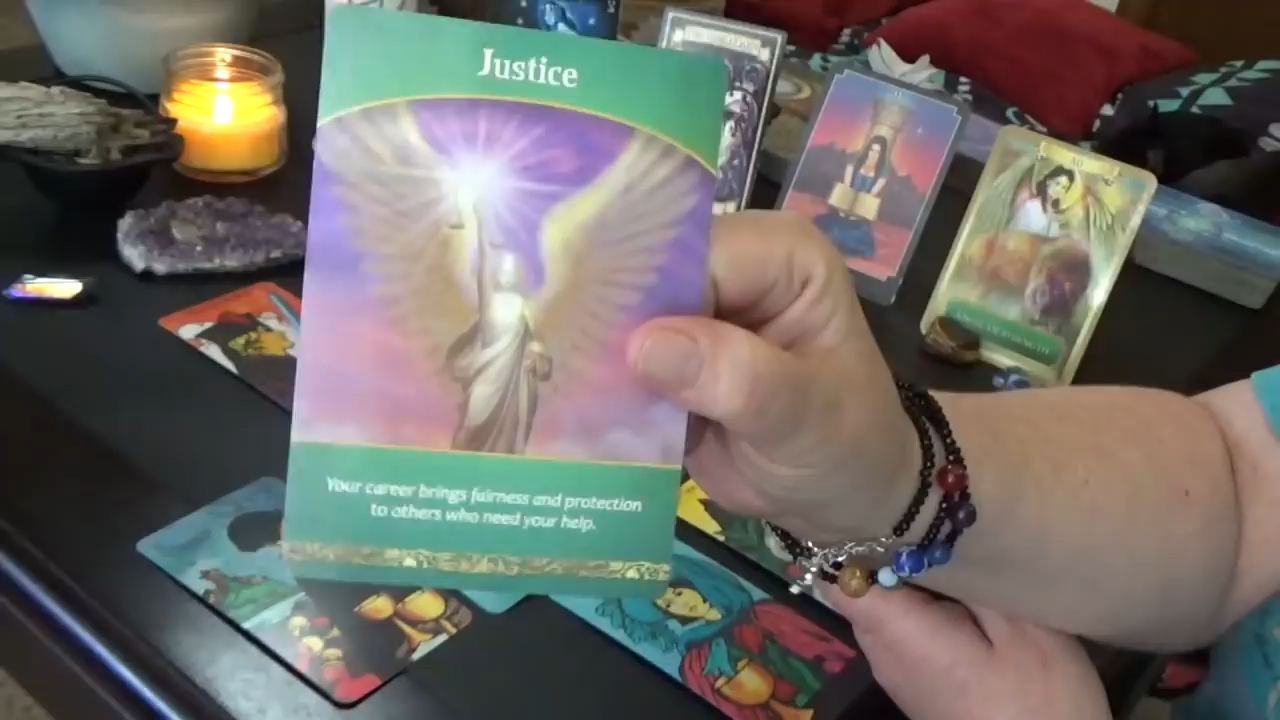 Justice
Your career brings fairness and protection
to others who need your help.